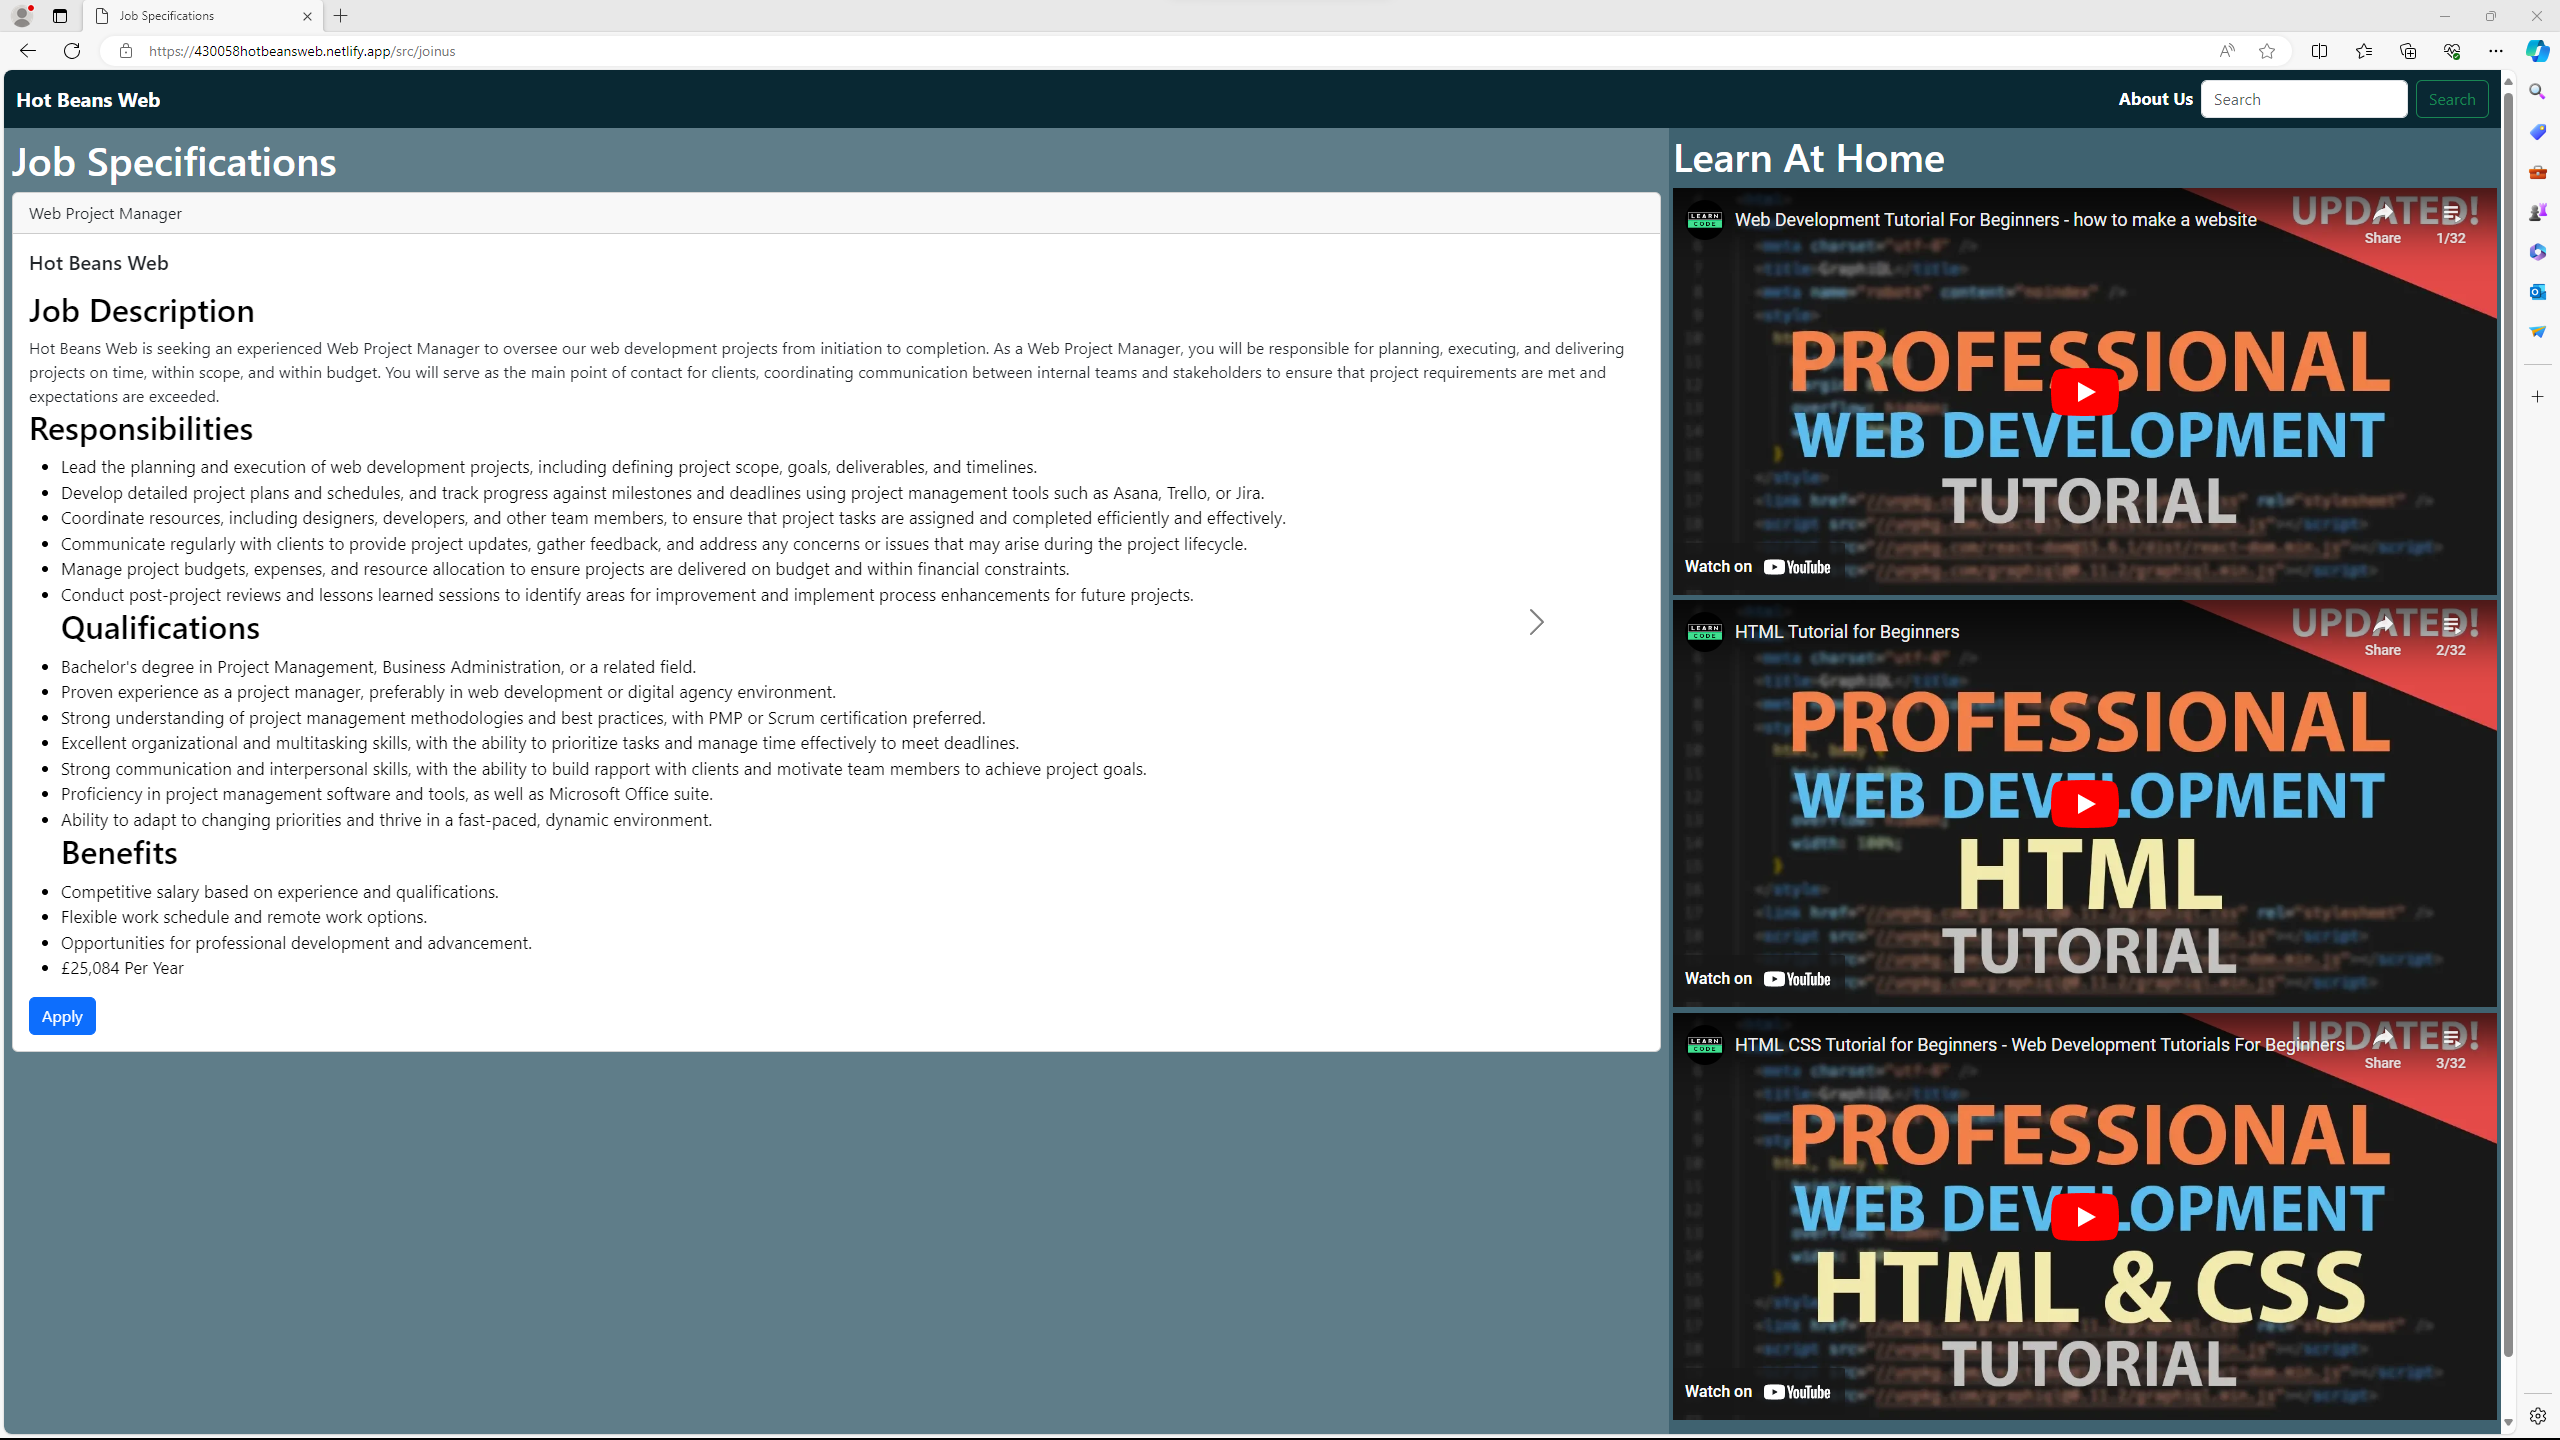 Job Specifications
https://430058hotbeansweb.netlify.app/src/joinus
Hot Beans Web
About Us
Search
Search
Job Specifications
Web Project Manager
Hot Beans Web
Job Description
Hot Beans Web is seeking an experienced Web Project Manager to oversee our web development projects from initiation to completion. As a Web Project Manager, you will be responsible for planning, executing, and delivering
projects on time, within scope, and within budget. You will serve as the main point of contact for clients, coordinating communication between internal teams and stakeholders to ensure that project requirements are met and
expectations are exceeded.
Responsibilities
Lead the planning and execution of web development projects, including defining project scope, goals, deliverables, and timelines.
Develop detailed project plans and schedules, and track progress against milestones and deadlines using project management tools such as Asana, Trello, or Jira.
Coordinate resources, including designers, developers, and other team members, to ensure that project tasks are assigned and completed efficiently and effectively.
Communicate regularly with clients to provide project updates, gather feedback, and address any concerns or issues that may arise during the project lifecycle.
Manage project budgets, expenses, and resource allocation to ensure projects are delivered on budget and within financial constraints.
Conduct post-project reviews and lessons learned sessions to identify areas for improvement and implement process enhancements for future projects.
Qualifications
Bachelor's degree in Project Management, Business Administration, or a related field.
Proven experience as a project manager, preferably in web development or digital agency environment.
Strong understanding of project management methodologies and best practices, with PMP or Scrum certification preferred.
Excellent organizational and multitasking skills, with the ability to prioritize tasks and manage time effectively to meet deadlines.
Strong communication and interpersonal skills, with the ability to build rapport with clients and motivate team members to achieve project goals.
Proficiency in project management software and tools, as well as Microsoft Office suite.
Ability to adapt to changing priorities and thrive in a fast-paced, dynamic environment.
Benefits
Competitive salary based on experience and qualifications.
Flexible work schedule and remote work options.
Opportunities for professional development and advancement.
£25,084 Per Year
Apply
Learn At Home
LEARN
CODE
Web Development Tutorial For Beginners - how to make a website
UPDATED!
Share
1/32
PROFESSIONAL
WEB DEVELOPMENT
TUTORIAL
Watch on YouTube
LEARN
CODE
HTML Tutorial for Beginners
UPDATED!
Share
2/32
PROFESSIONAL
WEB DEVELOPMENT
HTML
TUTORIAL
Watch on YouTube
LEARN
CODE
HTML CSS Tutorial for Beginners - Web Development Tutorials For Beginners
UPDATED!
Share
3/32
PROFESSIONAL
WEB DEVELOPMENT
HTML & CSS
TUTORIAL
Watch on YouTube